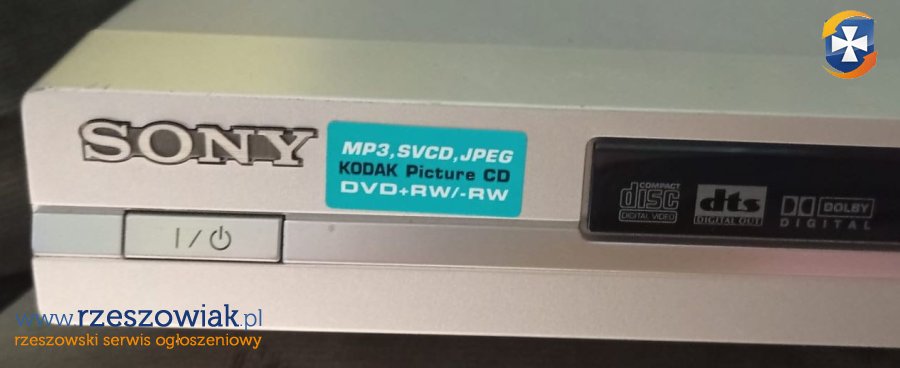 SONY
MP3, SVCD, JPEG
KODAK Picture CD
DVD+RW/-RW
COMPACT
disc
DIGITAL VIDEO
dts
DIGITAL OUT
DOLBY
DIGITAL
I/⏻
www.rzeszowiak.pl
rzeszowski serwis ogłoszeniowy